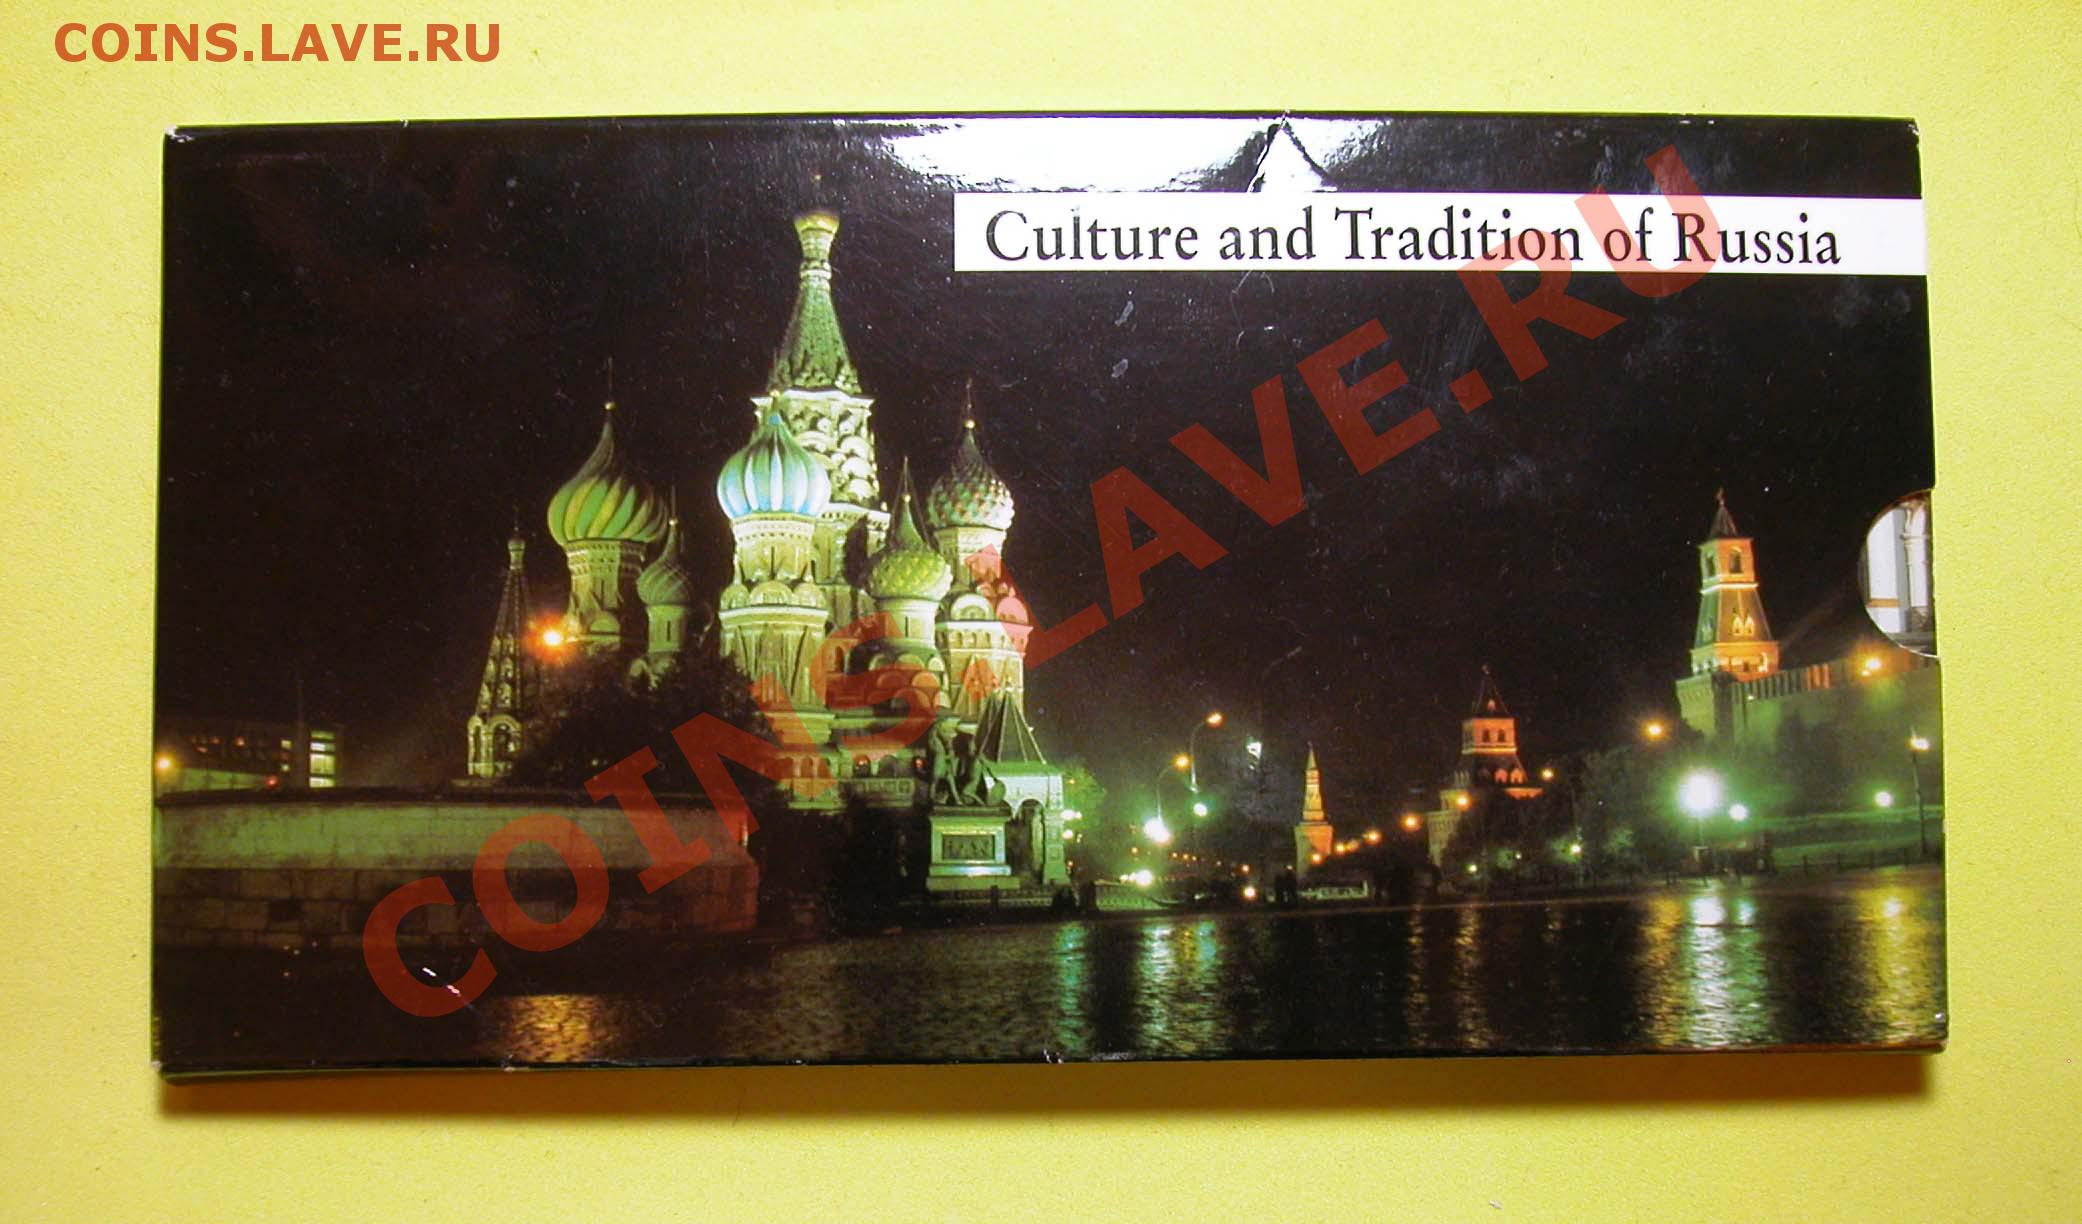 COINS.LAVE.RU
Culture and Tradition of Russia
COINS.LAVE.RU